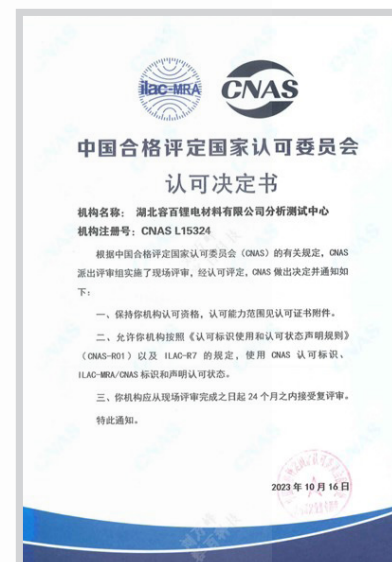 ilac-MRA
CNAS
中国合格评定国家认可委员会
认可决定书
机构名称： 湖北容百锂电材料有限公司分析测试中心
机构注册号：CNAS L15324
根据中国合格评定国家认可委员会（CNAS）的有关规定，CNAS
派出评审组实施了现场评审，经认可评定，CNAS 做出决定并通知如
下：
一、保持你机构认可资格，认可能力范围见认可证书附件。
二、允许你机构按照《认可标识使用和认可状态声明规则》
（CNAS-R01）以及 ILAC-R7 的规定，使用 CNAS 认可标识、
ILAC-MRA/CNAS 标识和声明认可状态。
三、你机构应从现场评审完成之日起 24 个月之内接受复评审。
特此通知。
2023 年 10 月 16 日